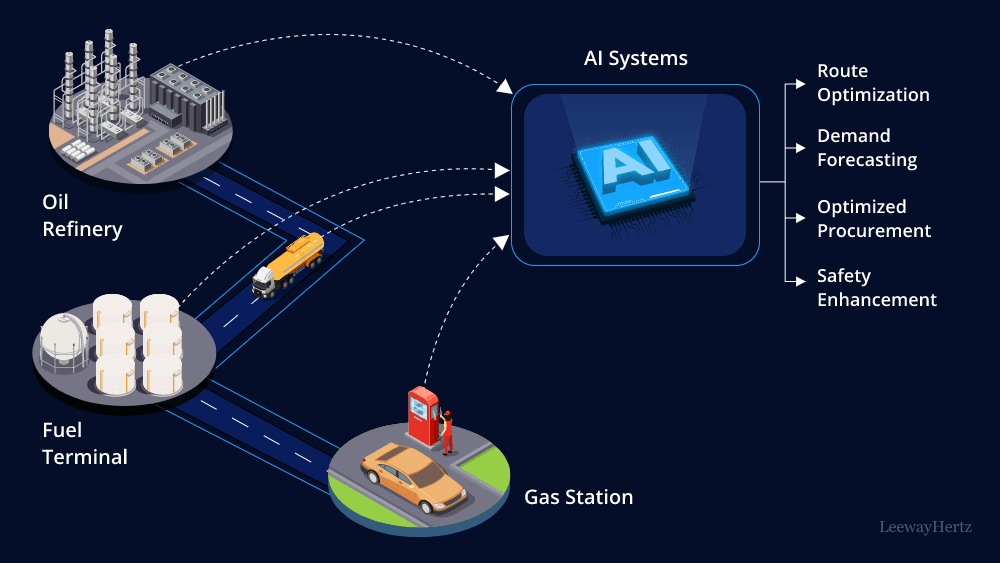 AI Systems
Route
Optimization
Demand
Forecasting
Optimized
Procurement
Safety
Enhancement
Oil
Refinery
Fuel
Terminal
Gas Station
AI
LeewayHertz